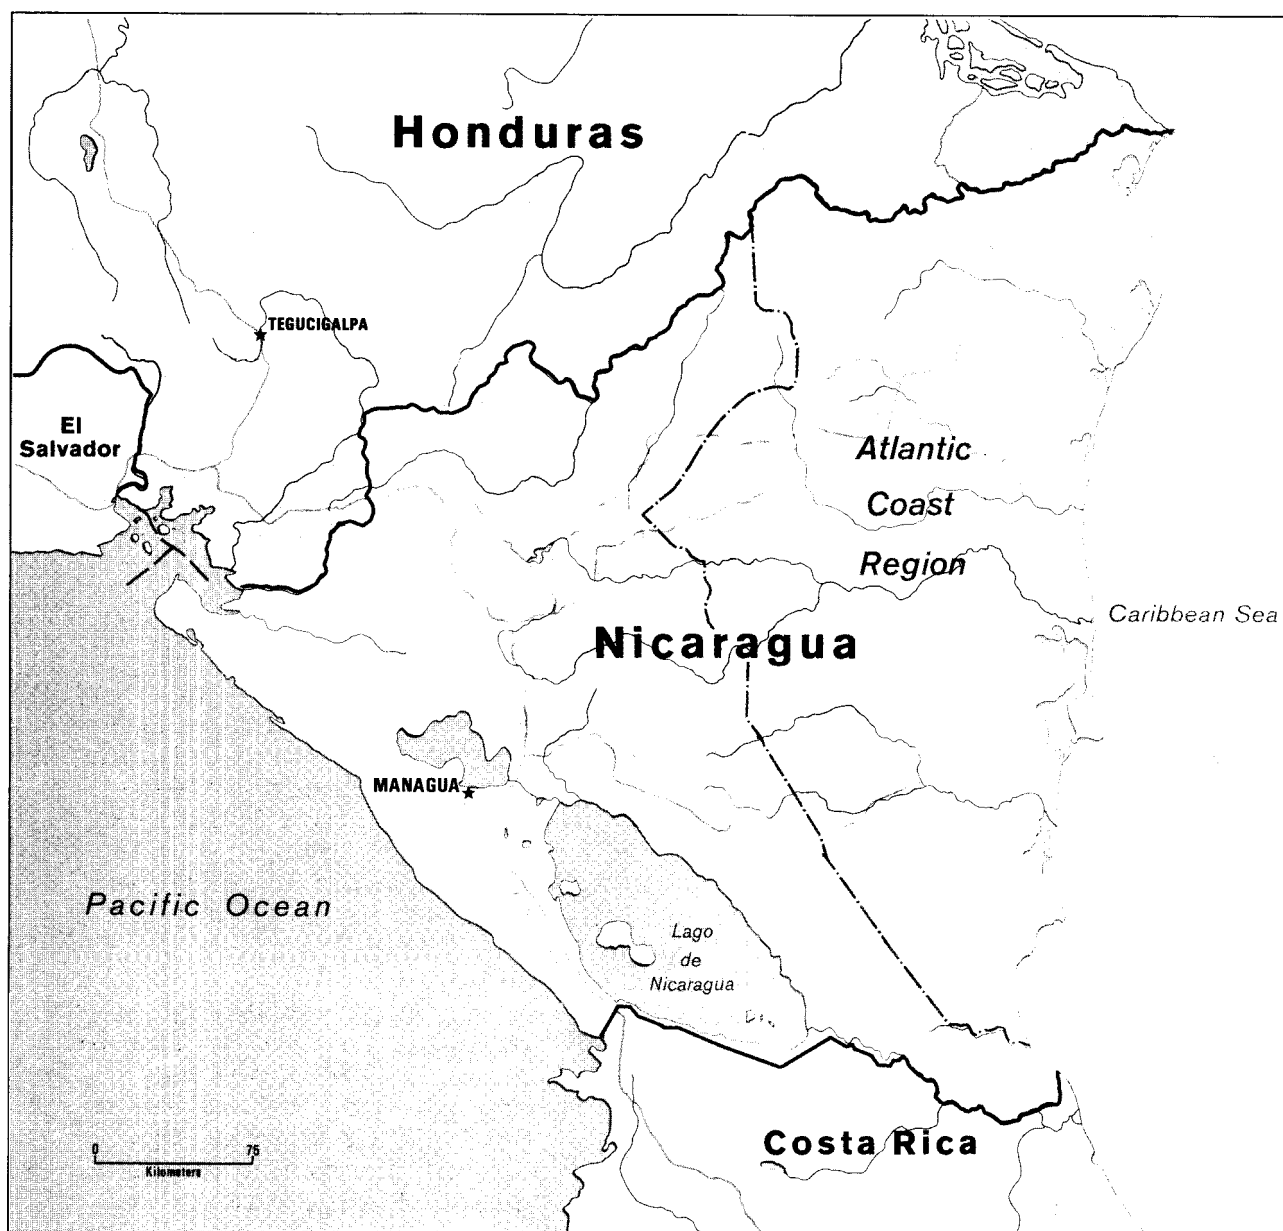 Honduras
TEGUCIGALPA
El
Salvador
Atlantic
Coast
Region
Caribbean Sea
Nicaragua
MANAGUA
Pacific Ocean
Lago
de
Nicaragua
0 75
Kilometers
Costa Rica